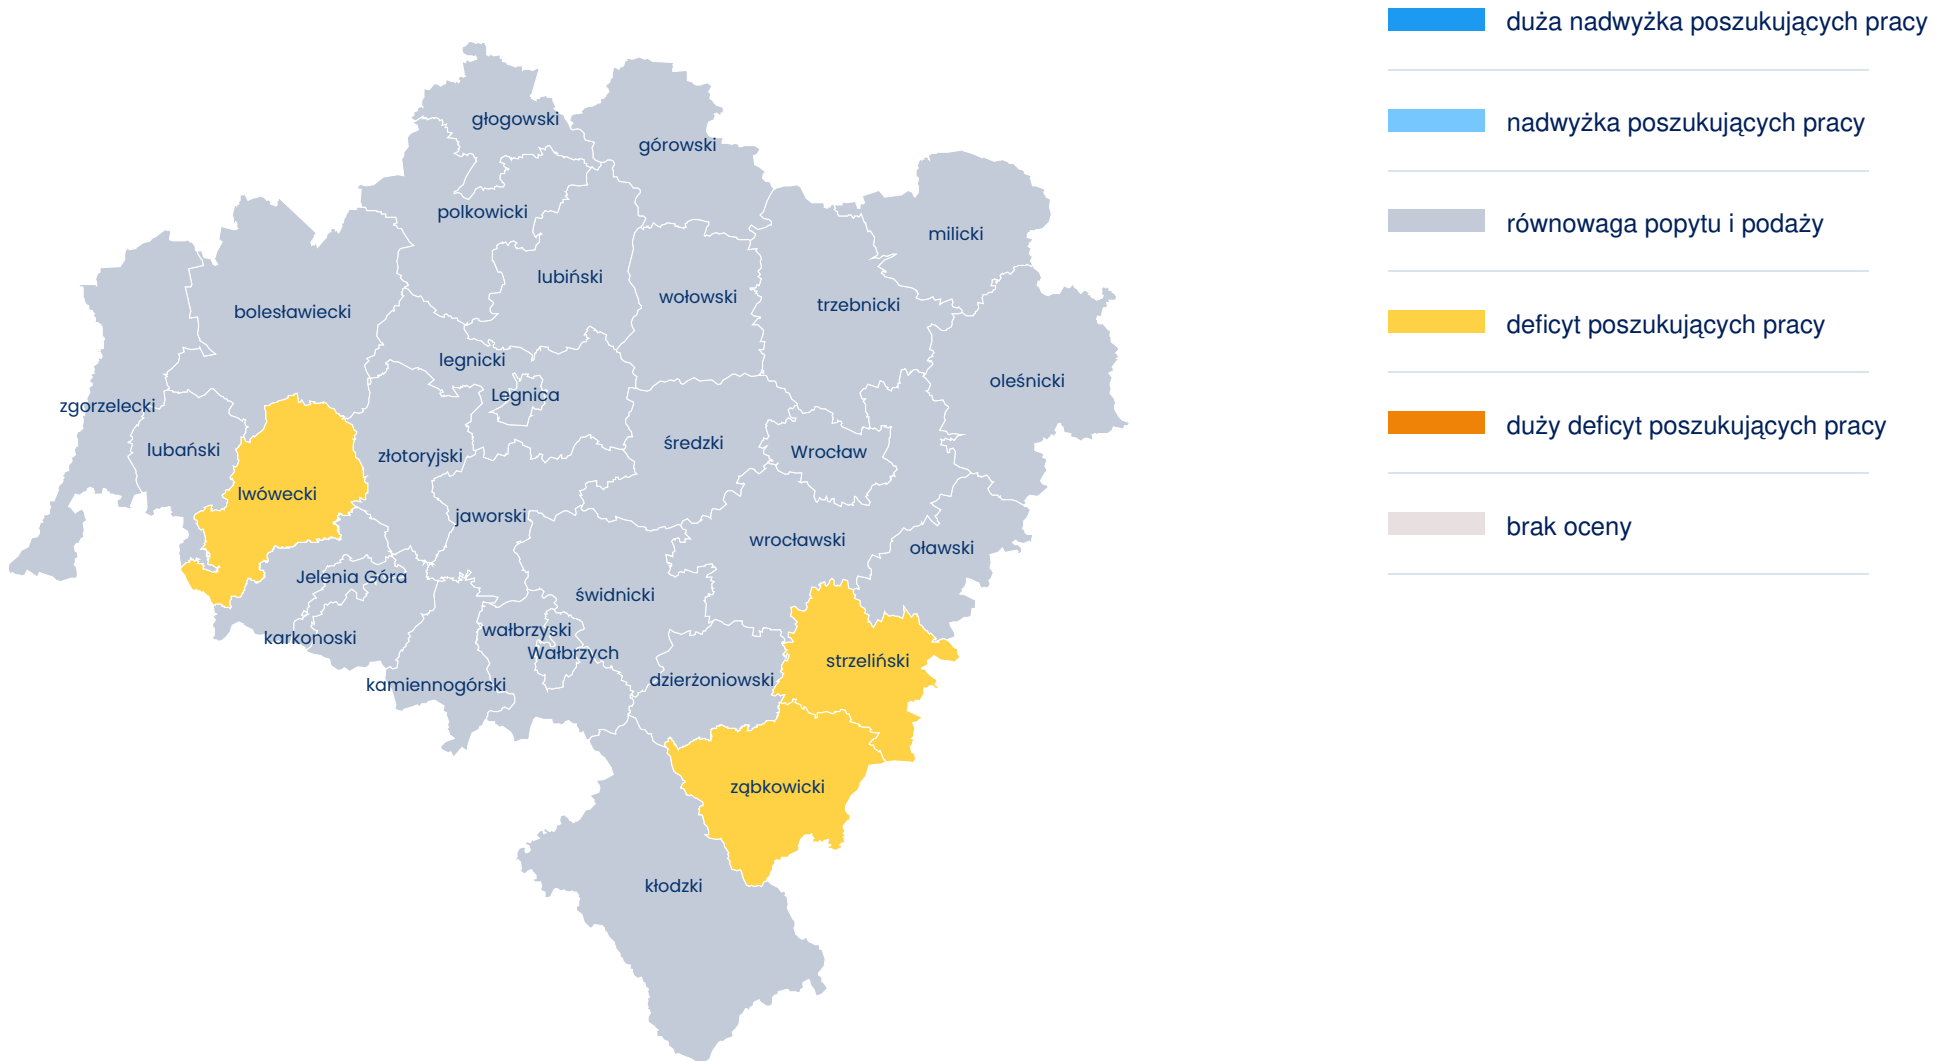 duża nadwyżka poszukujących pracy
nadwyżka poszukujących pracy
równowaga popytu i podaży
deficyt poszukujących pracy
duży deficyt poszukujących pracy
brak oceny
głogowski
górowski
polkowicki
milicki
lubiński
wołowski
trzebnicki
bolesławiecki
legnicki
oleśnicki
Legnica
zgorzelecki
lubański
złotoryjski
średzki
Wrocław
lwówecki
jaworski
wrocławski
oławski
Jelenia Góra
świdnicki
karkonoski
wałbrzyski
Wałbrzych
strzeliński
kamiennogórski
dzierżoniowski
ząbkowicki
kłodzki